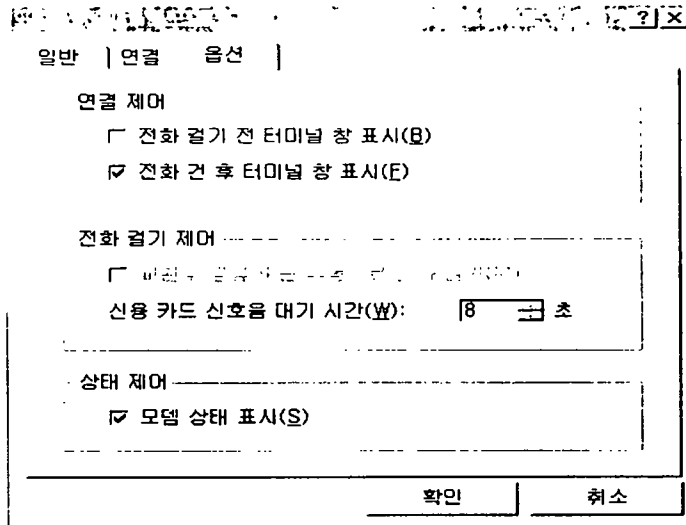 일반 연결 옵션
연결 제어
전화 걸기 전 터미널 창 표시(B)
전화 건 후 터미널 창 표시(F)
전화 걸기 제어
신용 카드 신호음 대기 시간(W): 8 초
상태 제어
모뎀 상태 표시(S)
확인 취소